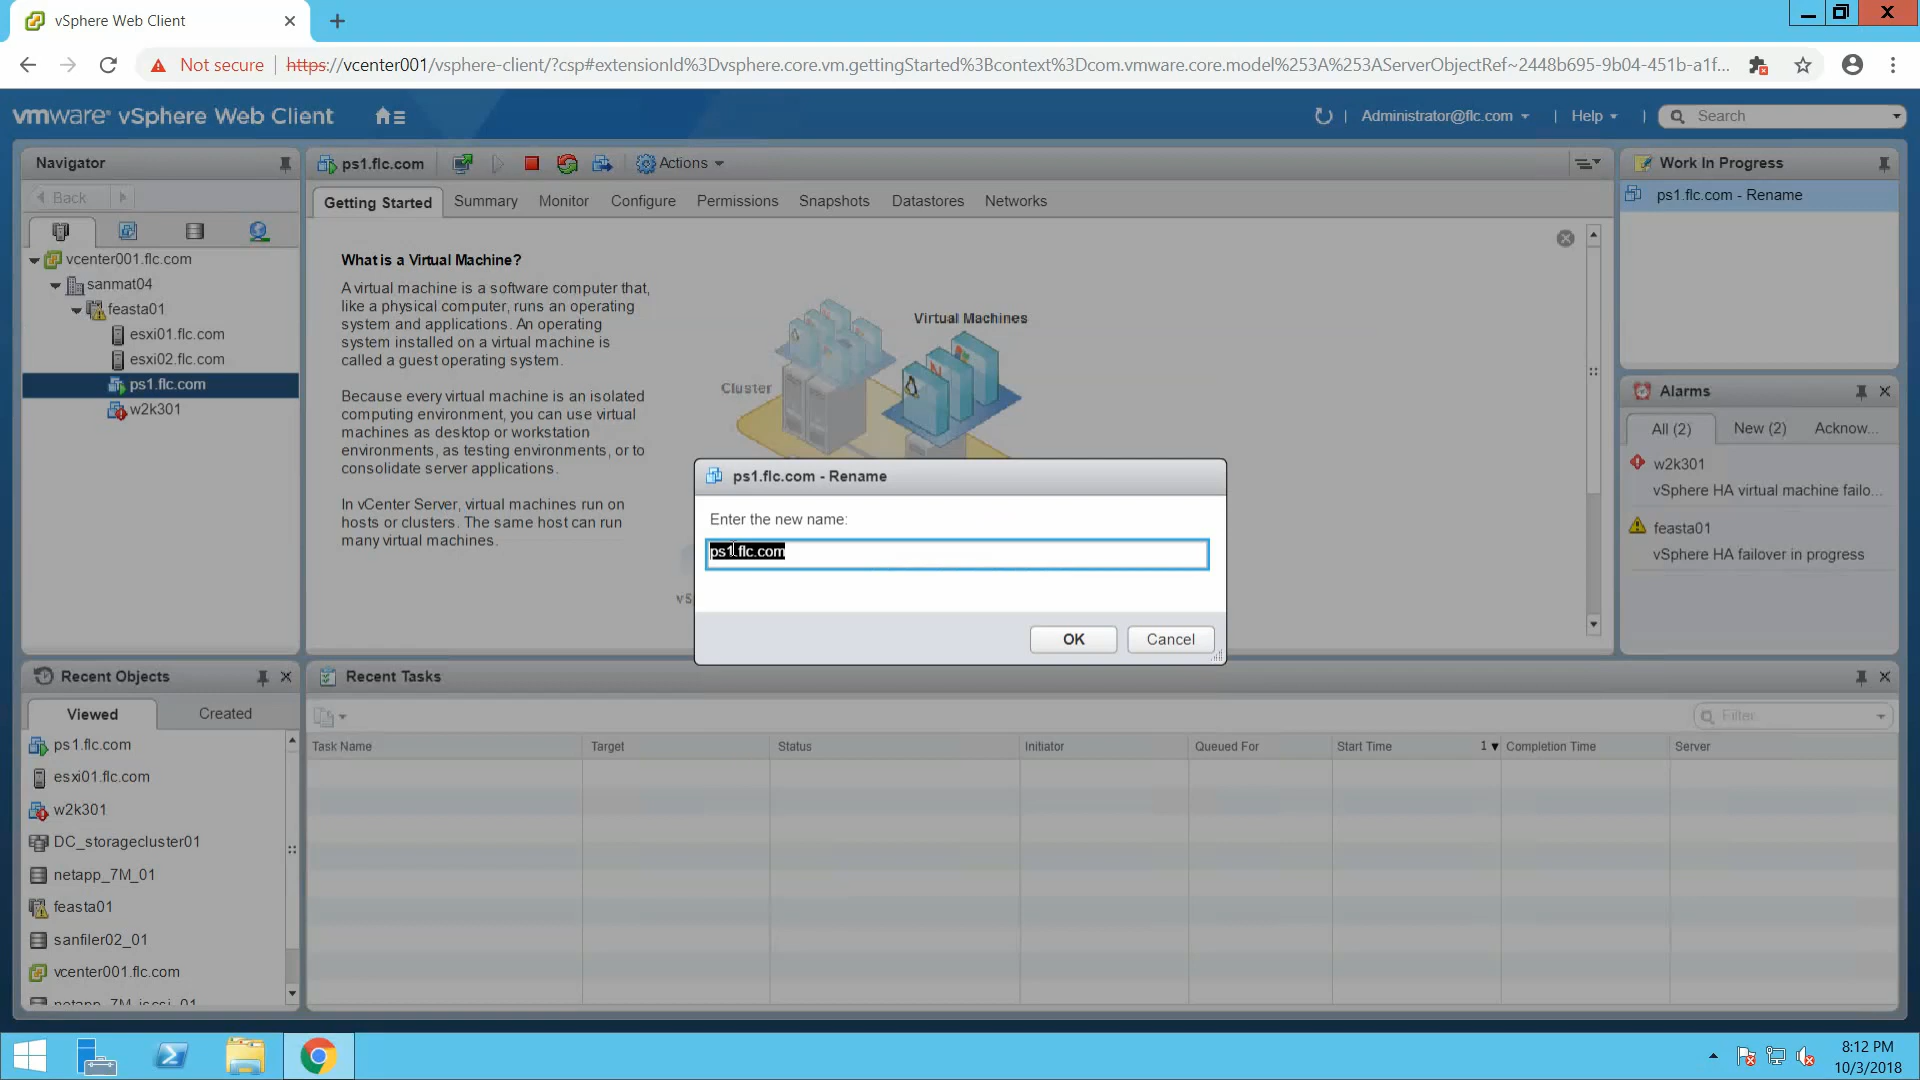 vSphere Web Client
Not secure
https://vcenter001/vsphere-client/?csp#extensionId%3Dvsphere.core.vm.gettingStarted%3Bcontext%3Dcom.vmware.core.model%253A%253AServerObjectRef~2448b695-9b04-451b-a1f...
vmware® vSphere Web Client
Administrator@flc.com
Help
Search
Navigator
Back
vcenter001.flc.com
sanmat04
feasta01
esxi01.flc.com
esxi02.flc.com
ps1.flc.com
w2k301
ps1.flc.com
Actions
Getting Started
Summary
Monitor
Configure
Permissions
Snapshots
Datastores
Networks
What is a Virtual Machine?
A virtual machine is a software computer that,
like a physical computer, runs an operating
system and applications. An operating
system installed on a virtual machine is
called a guest operating system.
Because every virtual machine is an isolated
computing environment, you can use virtual
machines as desktop or workstation
environments, as testing environments, or to
consolidate server applications.
In vCenter Server, virtual machines run on
hosts or clusters. The same host can run
many virtual machines.
Virtual Machines
Cluster
vS
ps1.flc.com - Rename
Enter the new name:
ps1.flc.com
OK
Cancel
Work In Progress
ps1.flc.com - Rename
Alarms
All (2)
New (2)
Acknow...
w2k301
vSphere HA virtual machine failo...
feasta01
vSphere HA failover in progress
Recent Objects
Viewed
Created
ps1.flc.com
esxi01.flc.com
w2k301
DC_storagecluster01
netapp_7M_01
feasta01
sanfiler02_01
vcenter001.flc.com
netapp_7M_iscsi_01
Recent Tasks
Filter
Task Name
Target
Status
Initiator
Queued For
Start Time
1
Completion Time
Server
8:12 PM
10/3/2018